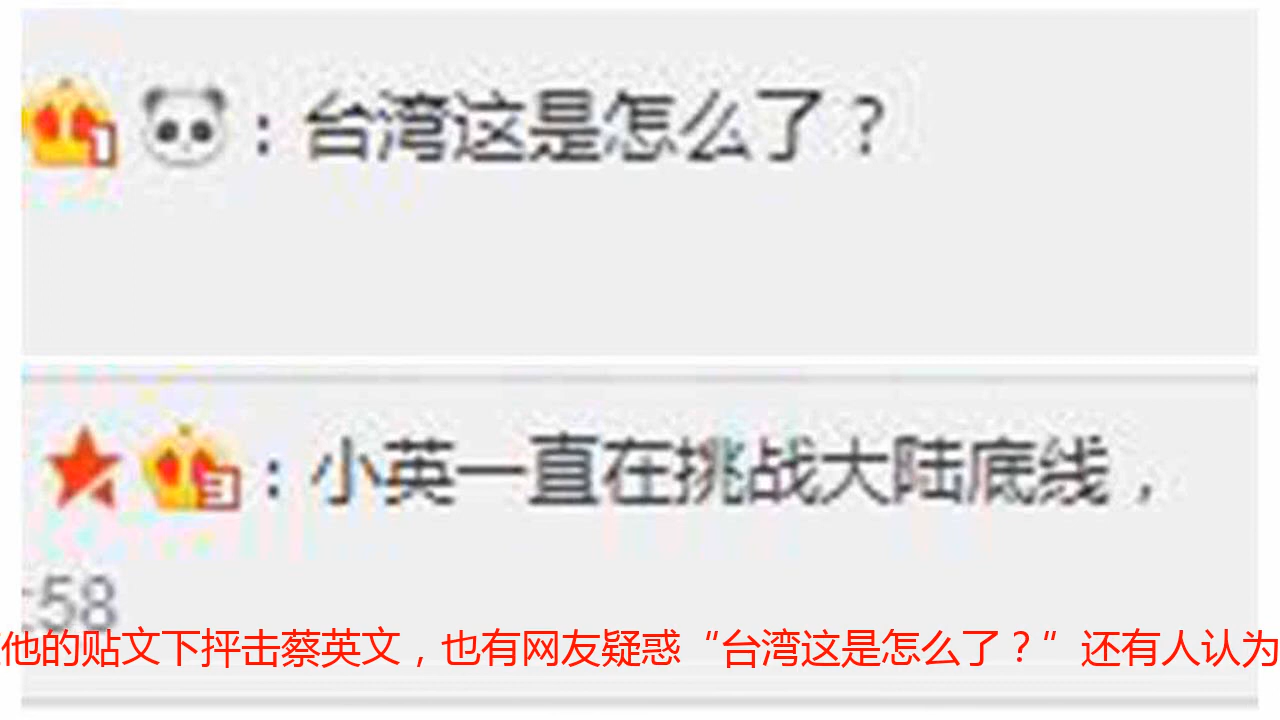 ：台湾这是怎么了？
：小英一直在挑战大陆底线，
:58
他的贴文下抨击蔡英文，也有网友疑惑“台湾这是怎么了？”还有人认为